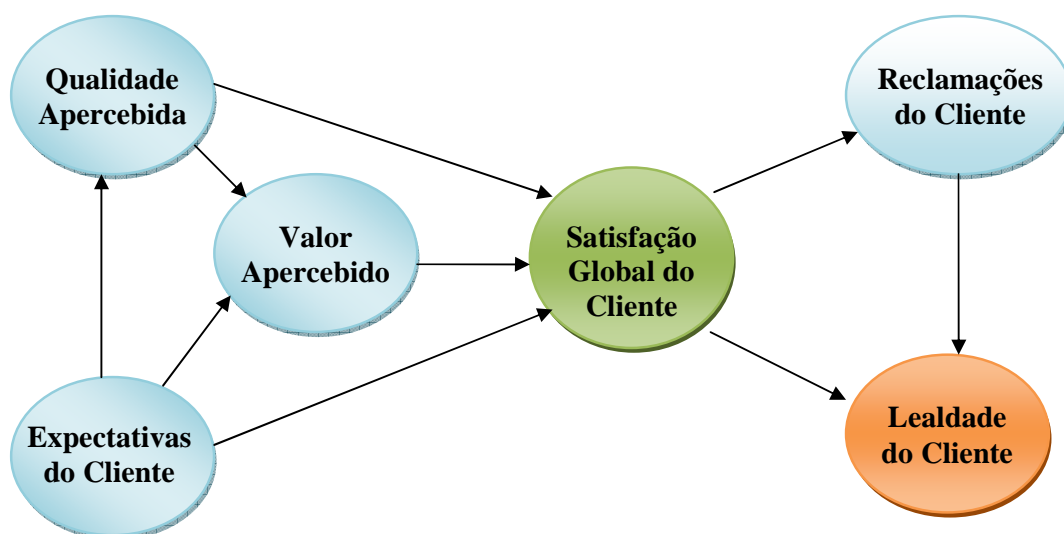 Qualidade
Apercebida
Reclamações
do Cliente
Valor
Apercebido
Satisfação
Global do
Cliente
Expectativas
do Cliente
Lealdade
do Cliente